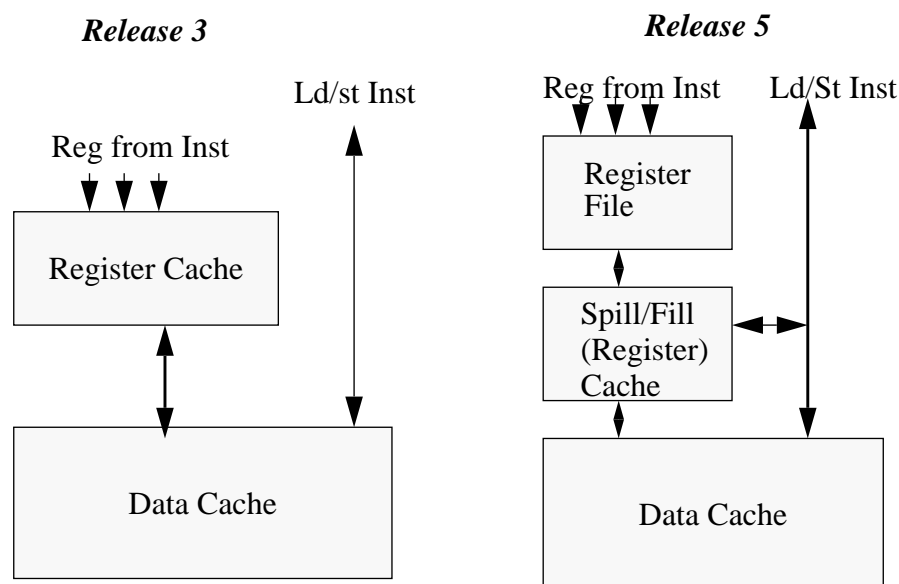 Release 3
Ld/st Inst
Reg from Inst
Register Cache
Data Cache
Release 5
Reg from Inst
Ld/St Inst
Register
File
Spill/Fill
(Register)
Cache
Data Cache